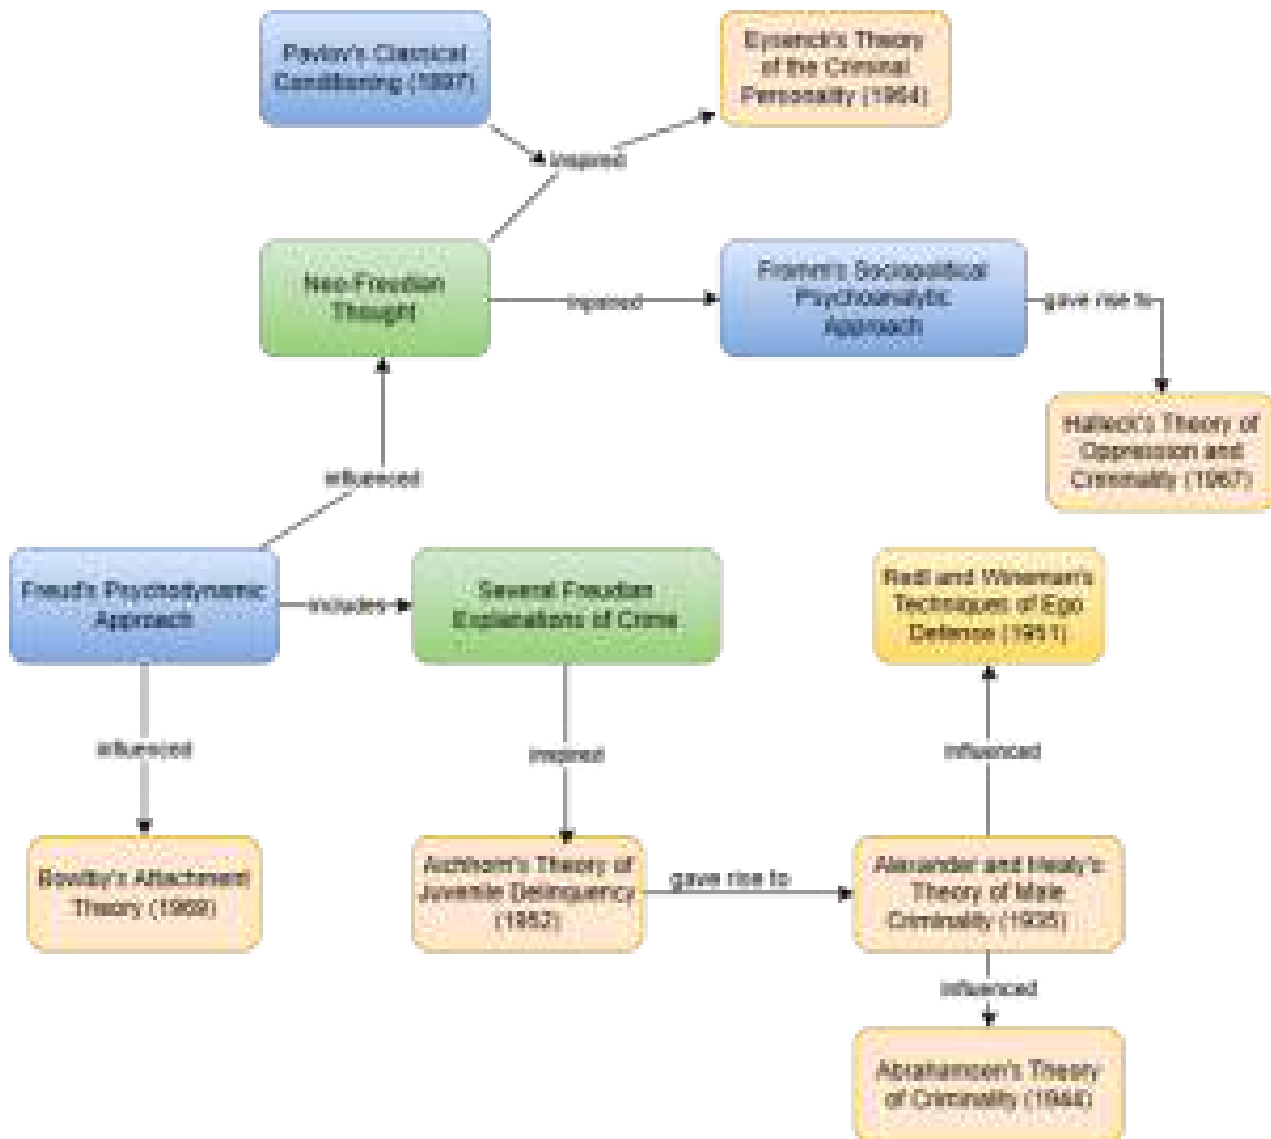 Pavlov's Classical
Conditioning (1897)
Eysenck's Theory
of the Criminal
Personality (1964)
inspired
Neo-Freudian
Thought
inpired
Fromm's Sociopolitical
Psychoanalytic
Approach
gave rise to
Halleck's Theory of
Oppression and
Criminality (1967)
influenced
Freud's Psychodynamic
Approach
includes
Several Freudian
Explanations of Crime
Redl and Wineman's
Techniques of Ego
Defense (1951)
influenced
inspired
influenced
Bowlby's Attachment
Theory (1969)
Aichhorn's Theory of
Juvenile Delinquency
(1952)
gave rise to
Alexander and Healy's
Theory of Male
Criminality (1935)
influenced
Abrahamsen's Theory
of Criminality (1944)